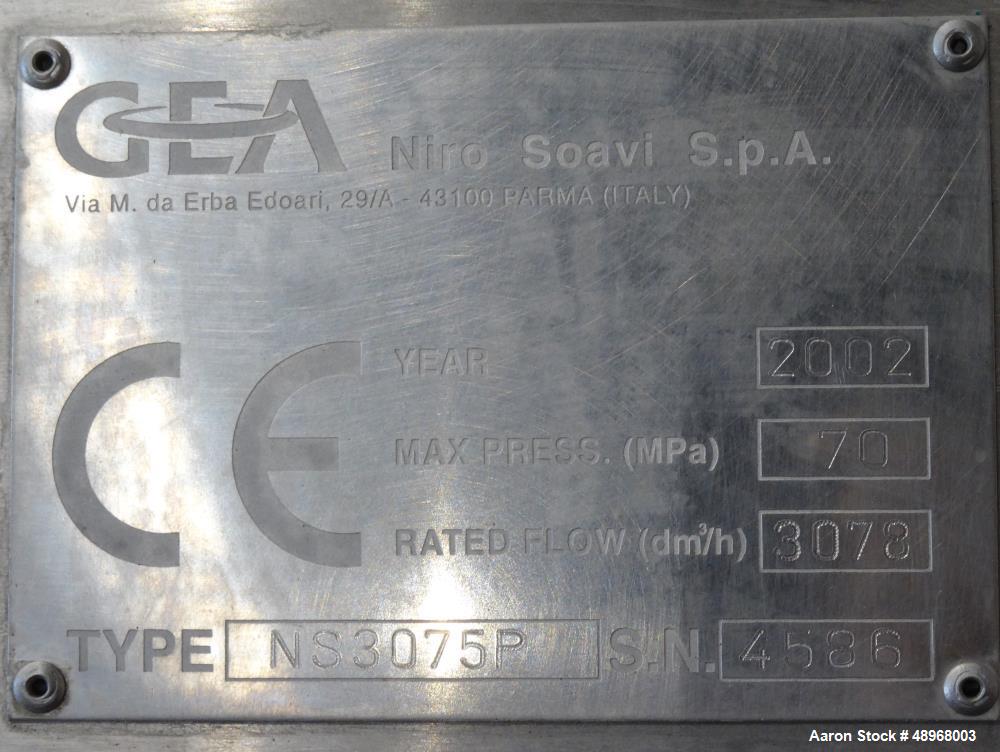 GEA Niro Soavi S.p.A.
Via M. da Erba Edoari, 29/A - 43100 PARMA (ITALY)
CE
YEAR 2002
MAX PRESS. (MPa) 70
RATED FLOW (dm³/h) 3078
TYPE NS3075P S.N. 4586
Aaron Stock # 48968003